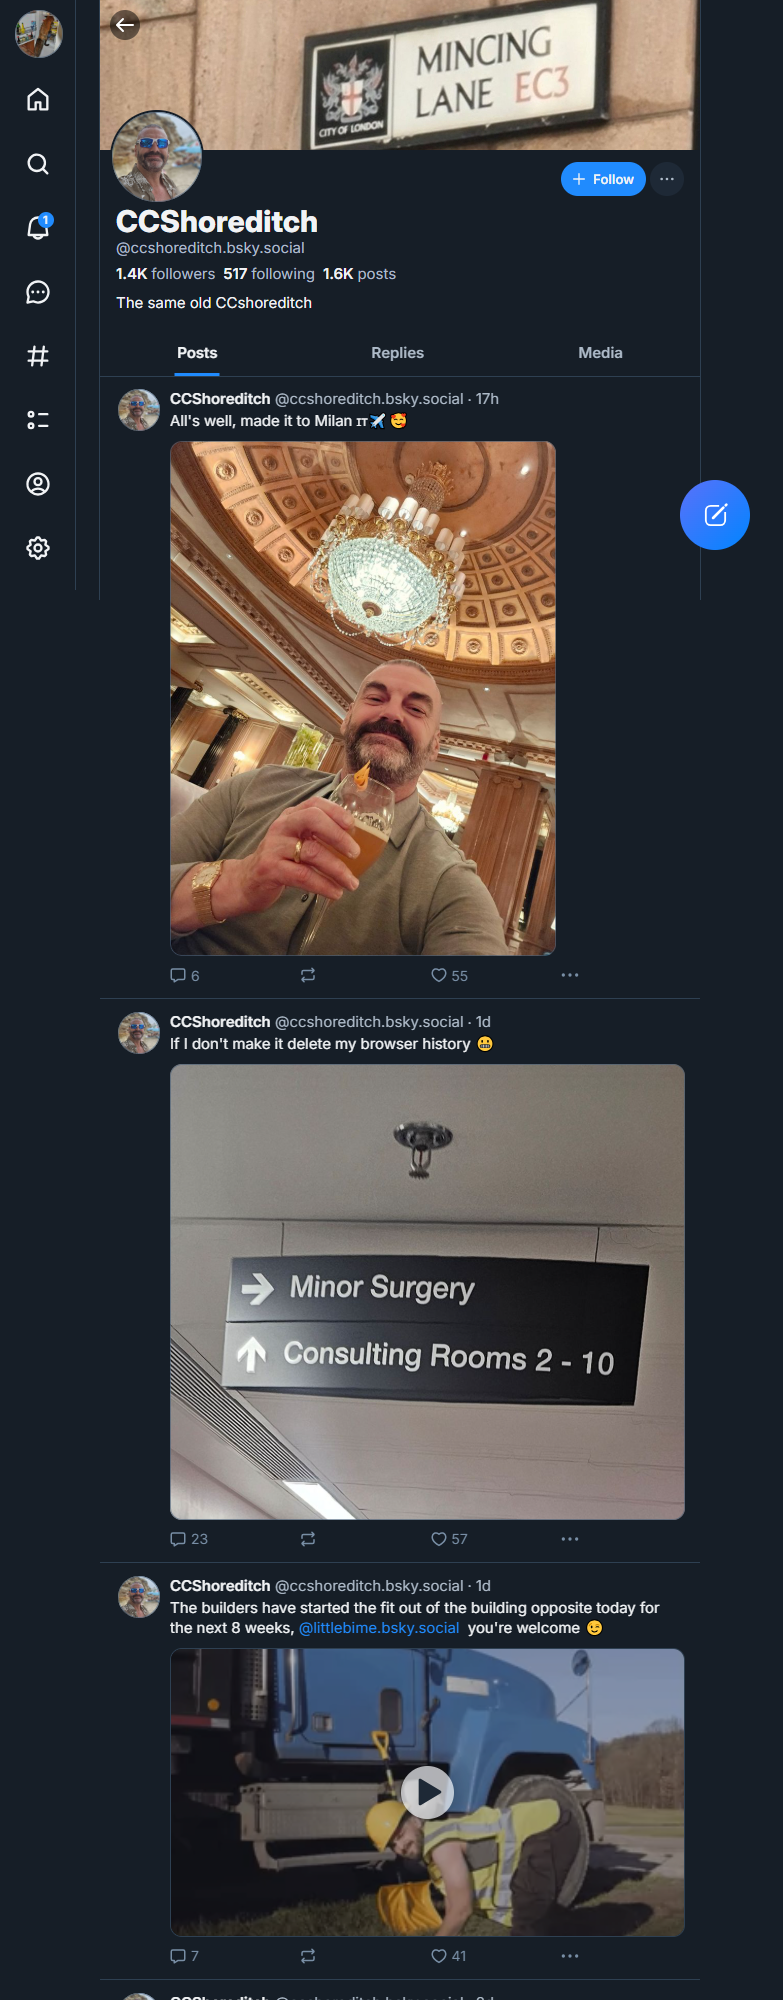 MINCING
LANE EC3
CITY OF LONDON
1
+ Follow
CCShoreditch
@ccshoreditch.bsky.social
1.4K followers 517 following 1.6K posts
The same old CCshoreditch
Posts Replies Media
CCShoreditch @ccshoreditch.bsky.social · 17h
All's well, made it to Milan 🇮🇹✈️ 🥰
6 55
CCShoreditch @ccshoreditch.bsky.social · 1d
If I don't make it delete my browser history 😬
Minor Surgery
Consulting Rooms 2 - 10
23 57
CCShoreditch @ccshoreditch.bsky.social · 1d
The builders have started the fit out of the building opposite today for
the next 8 weeks, @littlebime.bsky.social you're welcome 😉
7 41